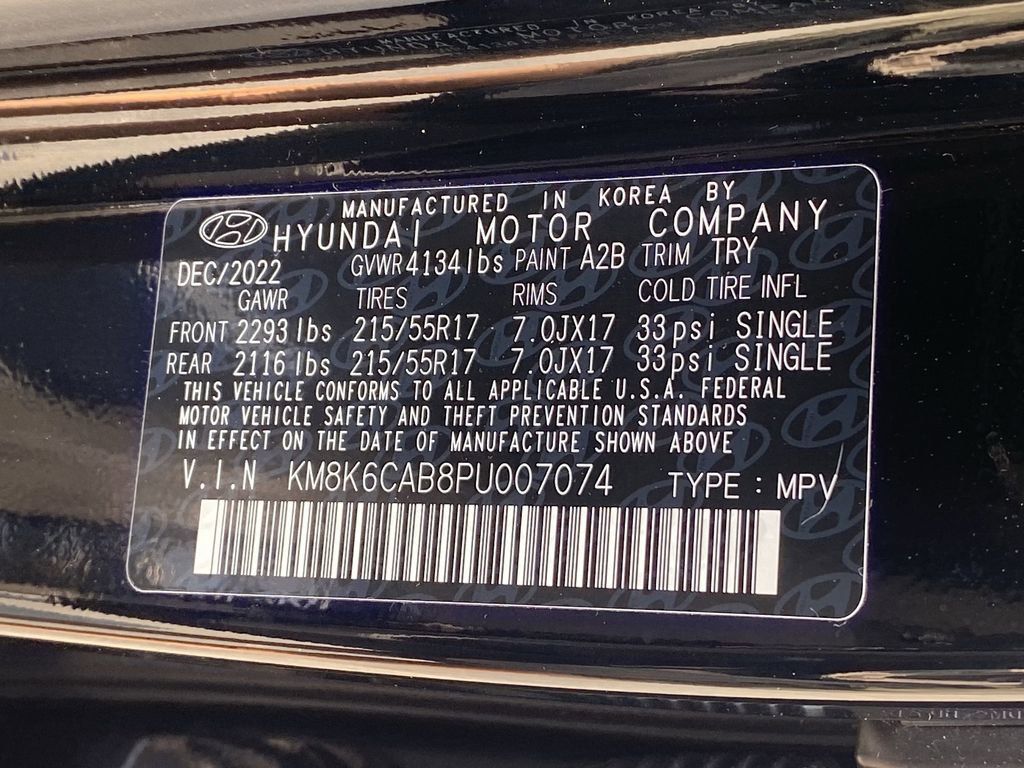 MANUFACTURED IN KOREA BY
HYUNDAI MOTOR COMPANY
DEC/2022 GVWR 4134lbs PAINT A2B TRIM TRY
GAWR TIRES RIMS COLD TIRE INFL
FRONT 2293 lbs 215/55R17 7.0JX17 33psi SINGLE
REAR 2116 lbs 215/55R17 7.0JX17 33psi SINGLE
THIS VEHICLE CONFORMS TO ALL APPLICABLE U.S.A. FEDERAL
MOTOR VEHICLE SAFETY AND THEFT PREVENTION STANDARDS
IN EFFECT ON THE DATE OF MANUFACTURE SHOWN ABOVE
V.I.N KM8K6CAB8PU007074 TYPE : MPV